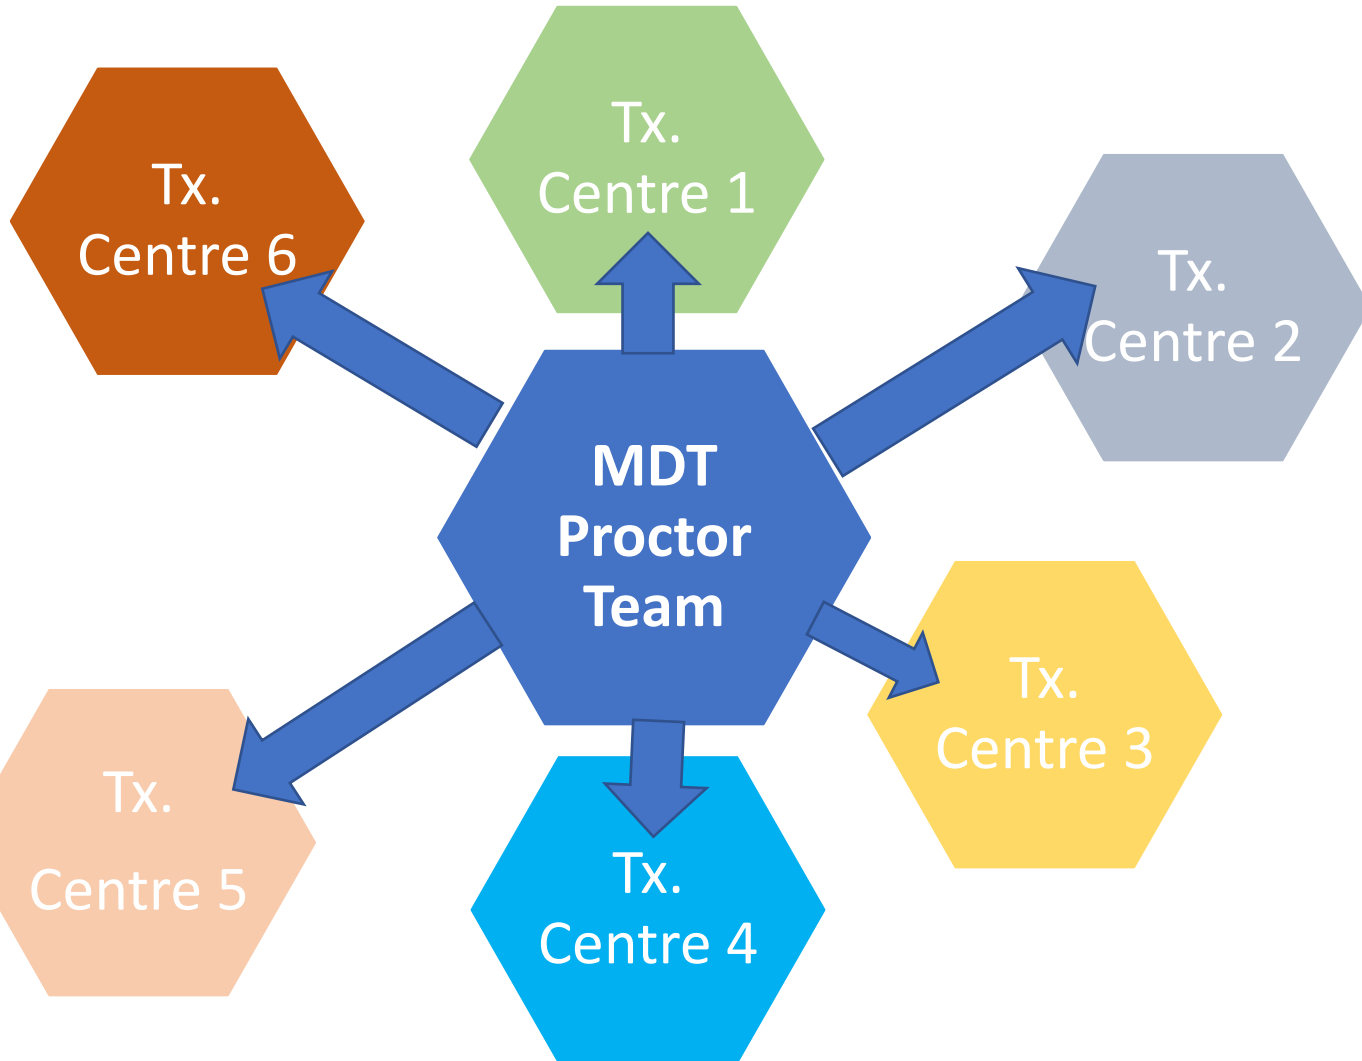 Tx.
Centre 1
Tx.
Centre 6
Tx.
Centre 2
MDT
Proctor
Team
Tx.
Centre 3
Tx.
Centre 5
Tx.
Centre 4